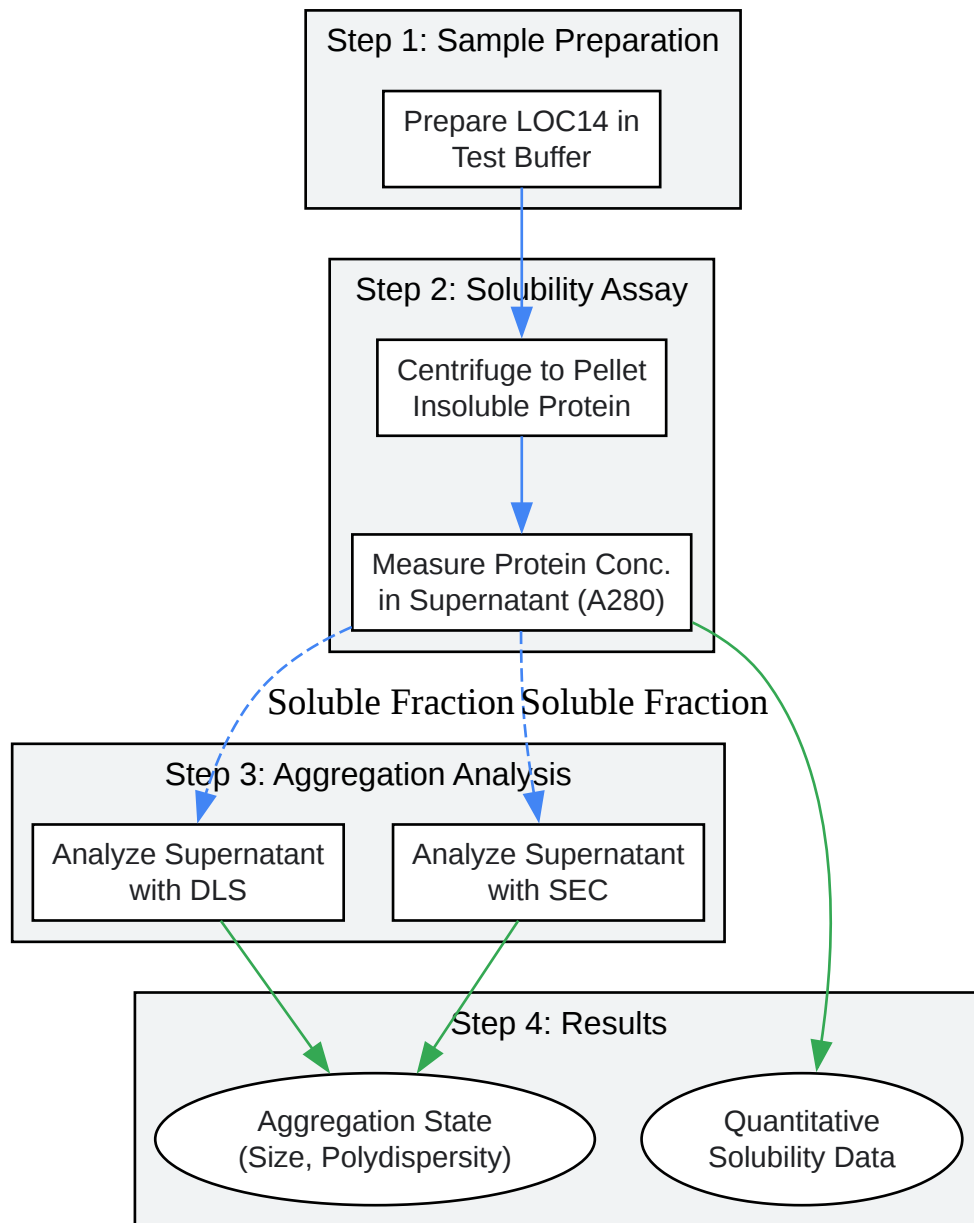 Step 1: Sample Preparation
Prepare LOC14 in
Test Buffer
Step 2: Solubility Assay
Centrifuge to Pellet
Insoluble Protein
Measure Protein Conc.
in Supernatant (A280)
Soluble Fraction
Soluble Fraction
Step 3: Aggregation Analysis
Analyze Supernatant
with DLS
Analyze Supernatant
with SEC
Step 4: Results
Aggregation State
(Size, Polydispersity)
Quantitative
Solubility Data